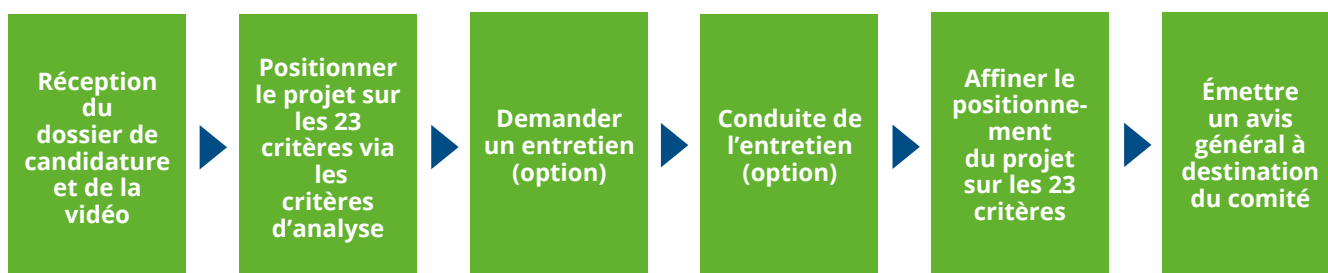 Réception
du
dossier de
candidature
et de la
vidéo
Positionner
le projet sur
les 23
critères via
les
critères
d’analyse
Demander
un entretien
(option)
Conduite de
l’entretien
(option)
Affiner le
positionne-
ment
du projet
sur les 23
critères
Émettre
un avis
général à
destination
du comité